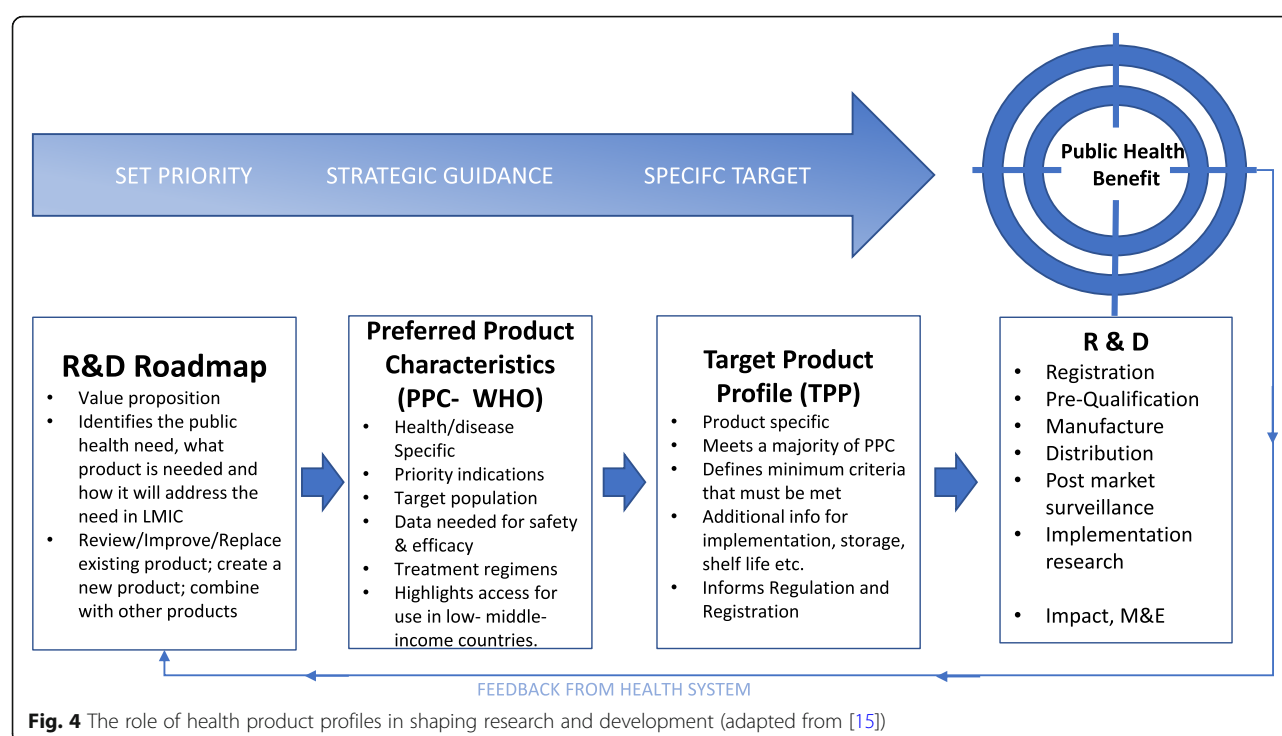 SET PRIORITY
STRATEGIC GUIDANCE
SPECIFC TARGET
Public Health
Benefit
R&D Roadmap
• Value proposition
• Identifies the public
health need, what
product is needed and
how it will address the
need in LMIC
• Review/Improve/Replace
existing product; create a
new product; combine
with other products
Preferred Product
Characteristics
(PPC- WHO)
• Health/disease
Specific
• Priority indications
• Target population
• Data needed for safety
& efficacy
• Treatment regimens
• Highlights access for
use in low- middle-
income countries.
Target Product
Profile (TPP)
• Product specific
• Meets a majority of PPC
• Defines minimum criteria
that must be met
• Additional info for
implementation, storage,
shelf life etc.
• Informs Regulation and
Registration
R & D
• Registration
• Pre-Qualification
• Manufacture
• Distribution
• Post market
surveillance
• Implementation
research
• Impact, M&E
FEEDBACK FROM HEALTH SYSTEM
Fig. 4 The role of health product profiles in shaping research and development (adapted from [15])